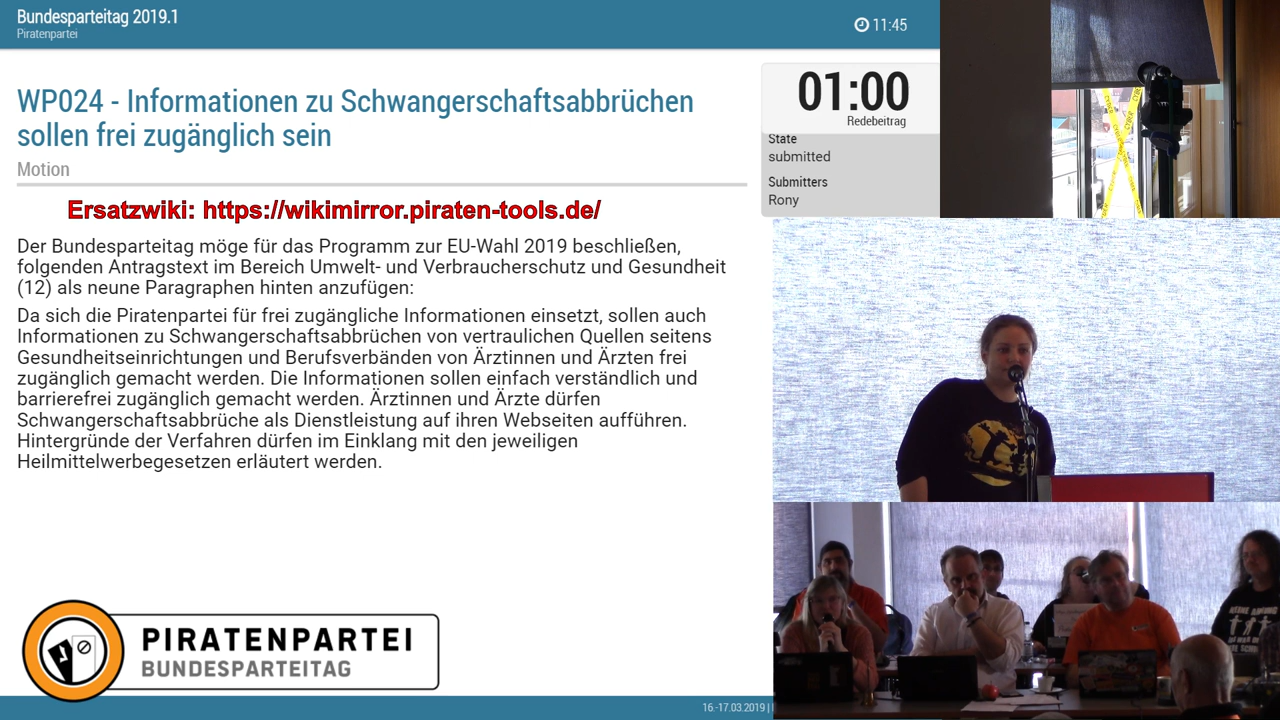 Bundesparteitag 2019.1
Piratenpartei
11:45
WP024 - Informationen zu Schwangerschaftsabbrüchen
sollen frei zugänglich sein
Motion
01:00
Redebeitrag
State
submitted
Submitters
Rony
Ersatzwiki: https://wikimirror.piraten-tools.de/
Der Bundesparteitag möge für das Programm zur EU-Wahl 2019 beschließen,
folgenden Antragstext im Bereich Umwelt- und Verbraucherschutz und Gesundheit
(12) als neune Paragraphen hinten anzufügen:
Da sich die Piratenpartei für frei zugängliche Informationen einsetzt, sollen auch
Informationen zu Schwangerschaftsabbrüchen von vertraulichen Quellen seitens
Gesundheitseinrichtungen und Berufsverbänden von Ärztinnen und Ärzten frei
zugänglich gemacht werden. Die Informationen sollen einfach verständlich und
barrierefrei zugänglich gemacht werden. Ärztinnen und Ärzte dürfen
Schwangerschaftsabbrüche als Dienstleistung auf ihren Webseiten aufführen.
Hintergründe der Verfahren dürfen im Einklang mit den jeweiligen
Heilmittelwerbegesetzen erläutert werden.
PIRATENPARTEI
BUNDESPARTEITAG
16.-17.03.2019 |